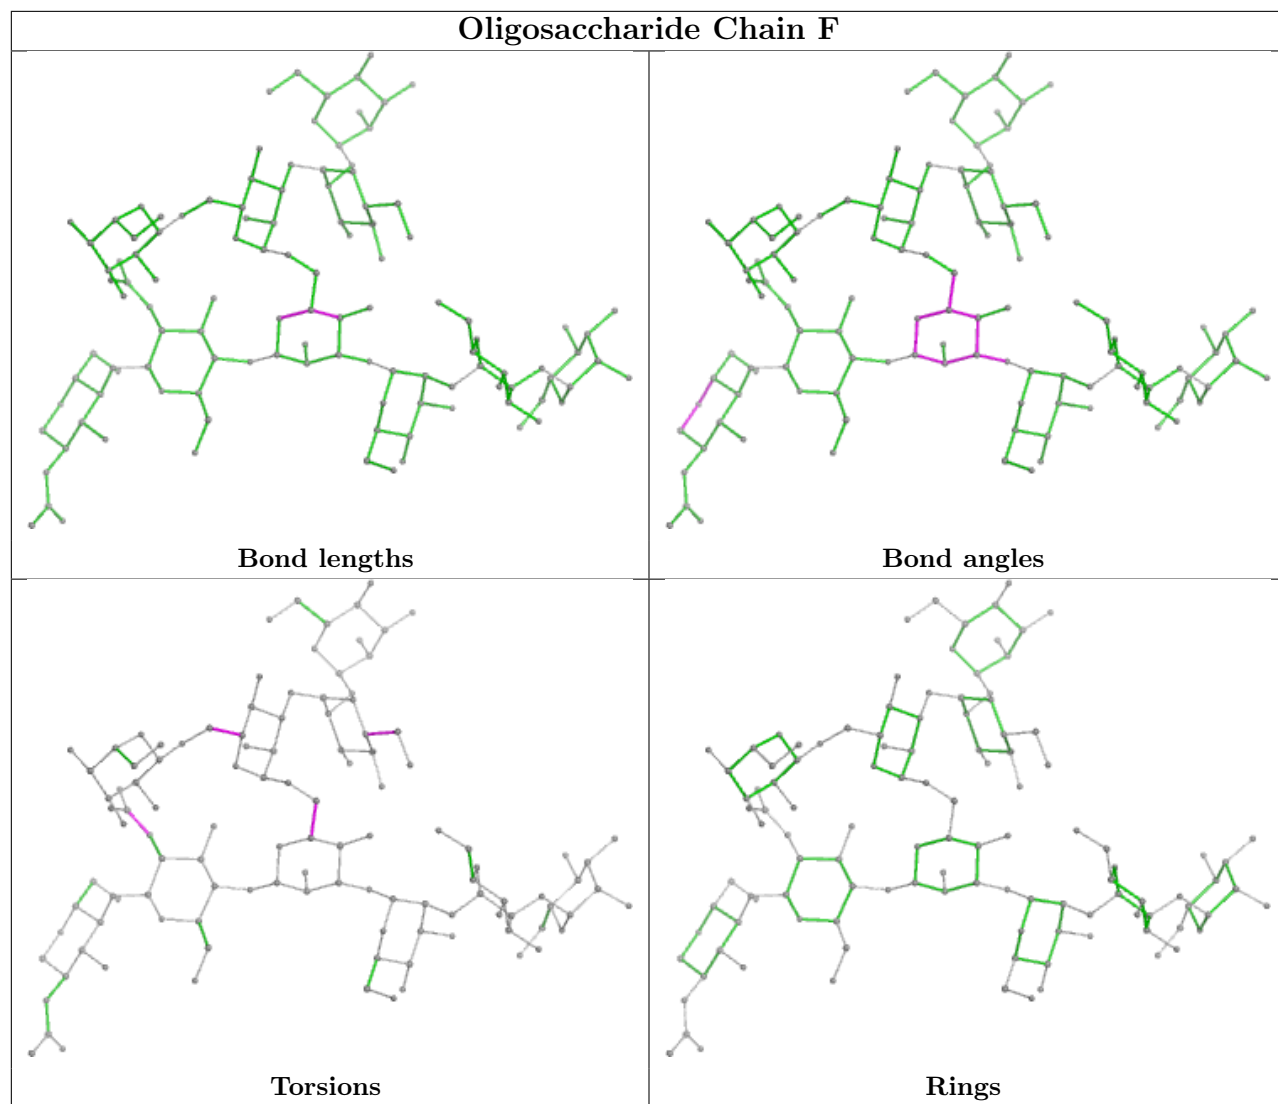 Oligosaccharide Chain F
Bond lengths
Bond angles
Torsions
Rings